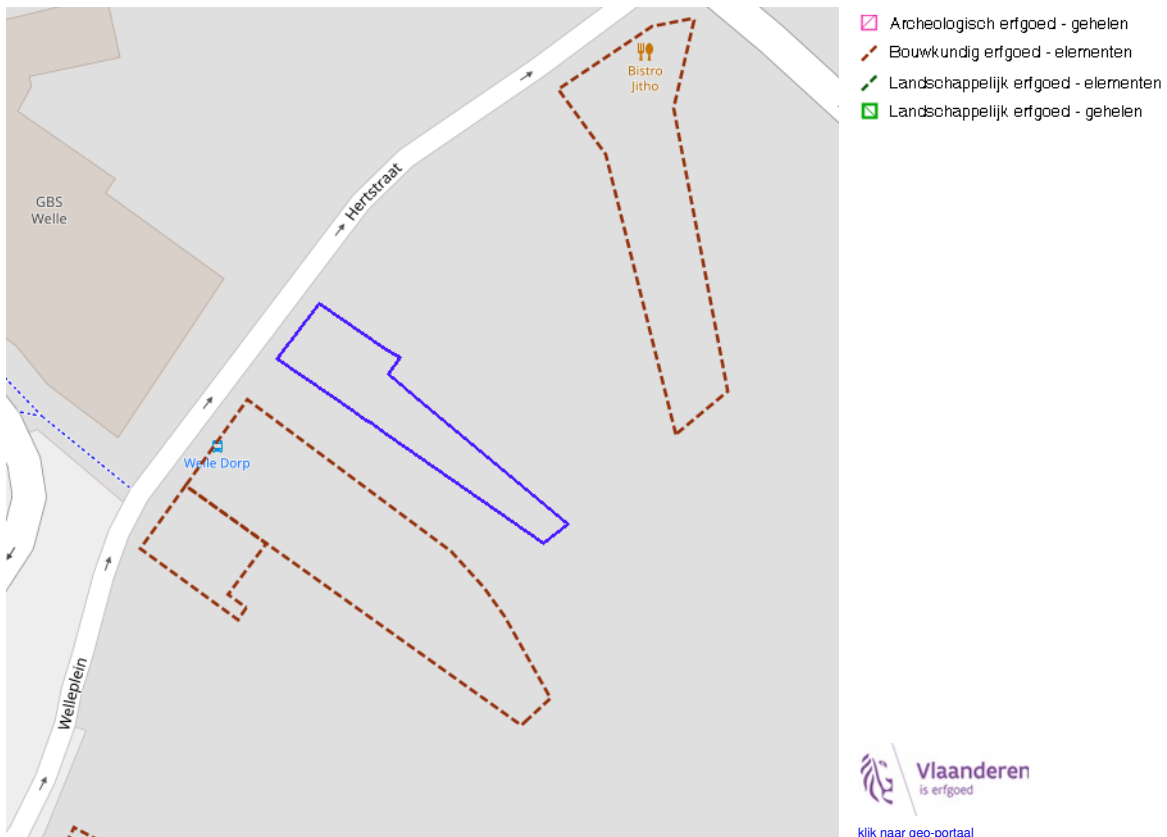 Archeologisch erfgoed - gehelen
Bouwkundig erfgoed - elementen
Landschappelijk erfgoed - elementen
Landschappelijk erfgoed - gehelen
Bistro
Jitho
Hertstraat
GBS
Welle
Welle Dorp
Welleplein
Vlaanderen
is erfgoed
klik naar geo-portaal